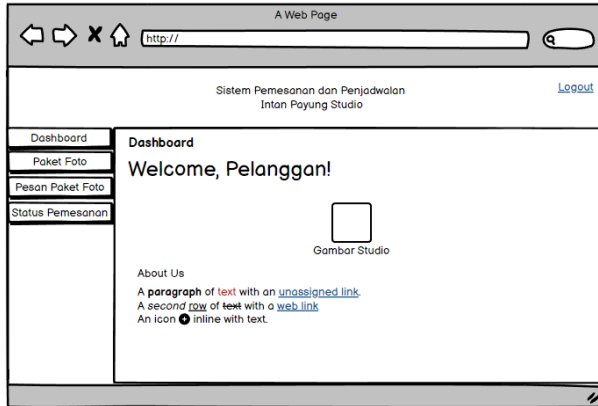 A Web Page
http://
Sistem Pemesanan dan Penjadwalan
Intan Payung Studio
Logout
Dashboard
Paket Foto
Pesan Paket Foto
Status Pemesanan
Dashboard
Welcome, Pelanggan!
Gambar Studio
About Us
A paragraph of text with an unassigned link.
A second row of text with a web link
An icon inline with text.